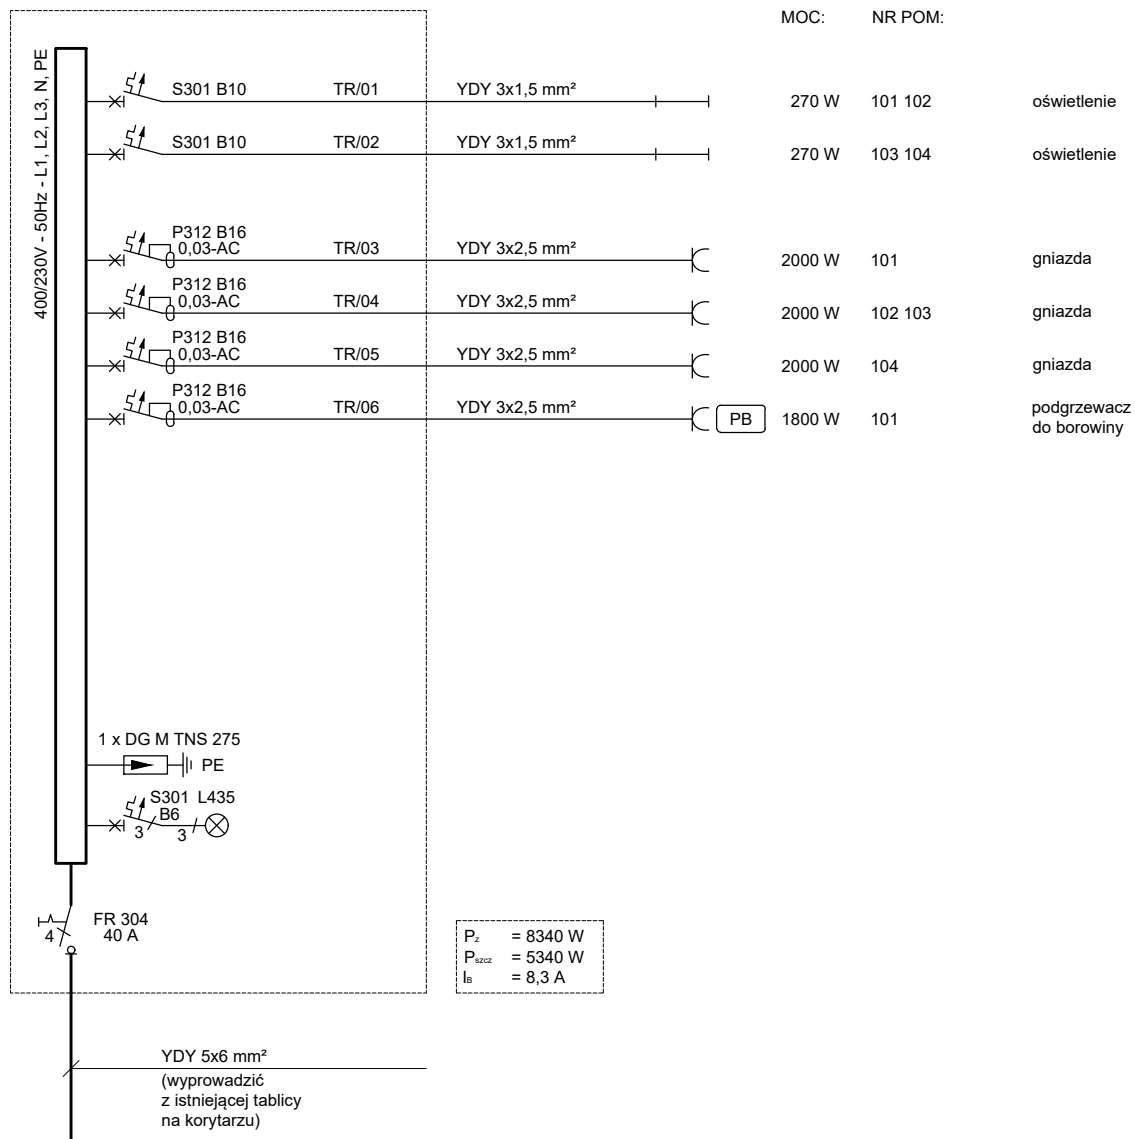 MOC: NR POM:
400/230V - 50Hz - L1, L2, L3, N, PE
S301 B10 TR/01 YDY 3x1,5 mm² 270 W 101 102 oświetlenie
S301 B10 TR/02 YDY 3x1,5 mm² 270 W 103 104 oświetlenie
P312 B16
0,03-AC TR/03 YDY 3x2,5 mm² 2000 W 101 gniazda
P312 B16
0,03-AC TR/04 YDY 3x2,5 mm² 2000 W 102 103 gniazda
P312 B16
0,03-AC TR/05 YDY 3x2,5 mm² 2000 W 104 gniazda
P312 B16
0,03-AC TR/06 YDY 3x2,5 mm² PB 1800 W 101 podgrzewacz
do borowiny
1 x DG M TNS 275
PE
S301 L435
B6
3 3
FR 304
4 40 A
Pz = 8340 W
Pszcz = 5340 W
IB = 8,3 A
YDY 5x6 mm²
(wyprowadzić
z istniejącej tablicy
na korytarzu)